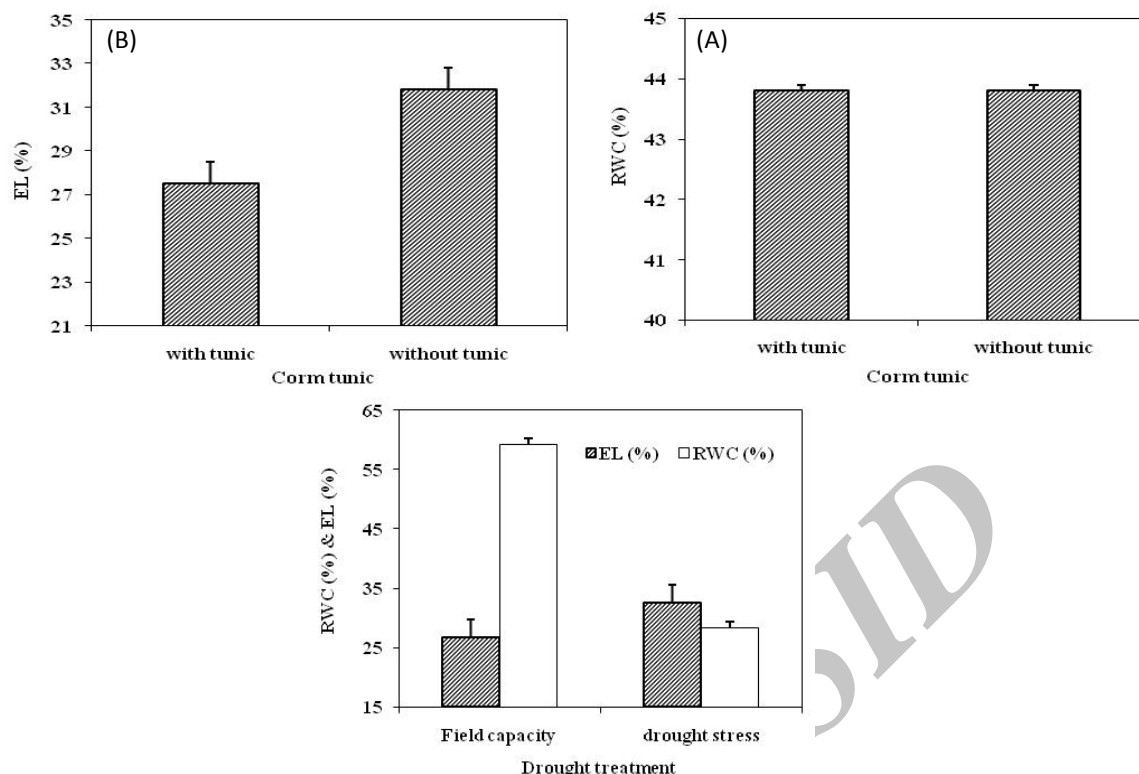 (B)
35
33
31
29
27
25
23
21
EL (%)
with tunic without tunic
Corm tunic
(A)
45
44
43
42
41
40
RWC (%)
with tunic without tunic
Corm tunic
65
55
45
35
25
15
RWC (%) & EL (%)
EL (%) RWC (%)
Field capacity drought stress
Drought treatment
SID